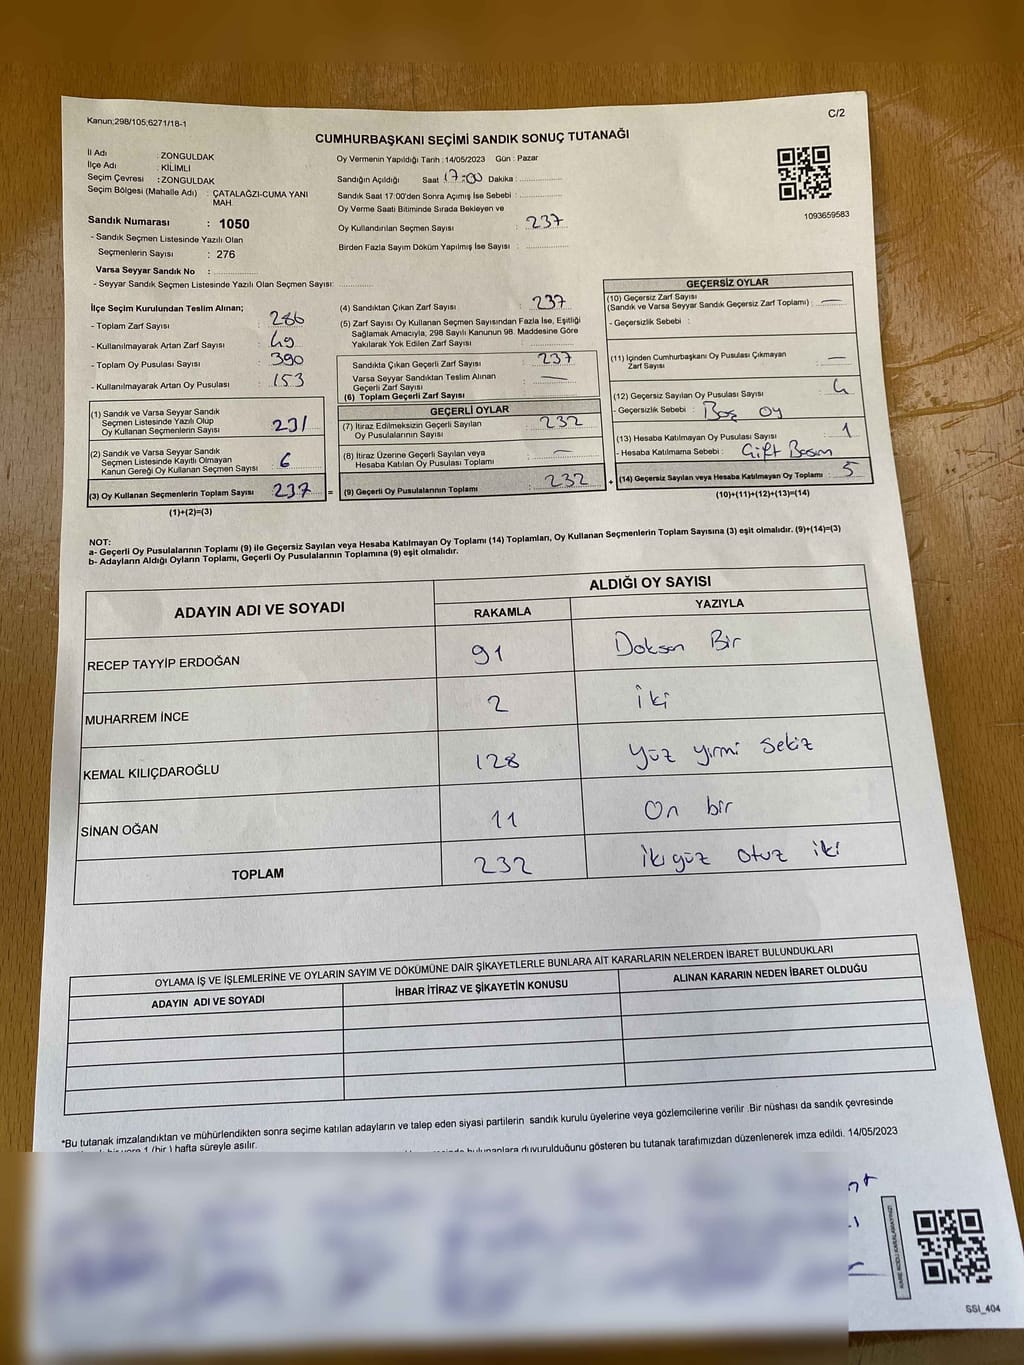 Kanun;298/105;6271/18-1
C/2
CUMHURBAŞKANI SEÇİMİ SANDIK SONUÇ TUTANAĞI
İl Adı : ZONGULDAK
İlçe Adı : KİLİMLİ
Seçim Çevresi : ZONGULDAK
Seçim Bölgesi (Mahalle Adı) : ÇATALAĞZI-CUMA YANI MAH.
Sandık Numarası : 1050
- Sandık Seçmen Listesinde Yazılı Olan
Seçmenlerin Sayısı : 276
Varsa Seyyar Sandık No :
- Seyyar Sandık Seçmen Listesinde Yazılı Olan Seçmen Sayısı:
Oy Vermenin Yapıldığı Tarih : 14/05/2023 Gün : Pazar
Sandığın Açıldığı Saat 17:00 Dakika :
Sandık Saat 17:00'den Sonra Açımış İse Sebebi :
Oy Verme Saati Bitiminde Sırada Bekleyen ve
Oy Kullandırılan Seçmen Sayısı : 237
Birden Fazla Sayım Döküm Yapılmış İse Sayısı :
1093659583
İlçe Seçim Kurulundan Teslim Alınan;
- Toplam Zarf Sayısı : 286
- Kullanılmayarak Artan Zarf Sayısı : 49
- Toplam Oy Pusulası Sayısı : 390
- Kullanılmayarak Artan Oy Pusulası : 153
(1) Sandık ve Varsa Seyyar Sandık
Seçmen Listesinde Yazılı Olup
Oy Kullanan Seçmenlerin Sayısı 231
(2) Sandık ve Varsa Seyyar Sandık
Seçmen Listesinde Kayıtlı Olmayan
Kanun Gereği Oy Kullanan Seçmen Sayısı : 6
(3) Oy Kullanan Seçmenlerin Toplam Sayısı : 237
(1)+(2)=(3)
=
(4) Sandıktan Çıkan Zarf Sayısı : 237
(5) Zarf Sayısı Oy Kullanan Seçmen Sayısından Fazla İse, Eşitliği
Sağlamak Amacıyla, 298 Sayılı Kanunun 98. Maddesine Göre
Yakılarak Yok Edilen Zarf Sayısı :
Sandıkta Çıkan Geçerli Zarf Sayısı : 237
Varsa Seyyar Sandıktan Teslim Alınan
Geçerli Zarf Sayısı : —
(6) Toplam Geçerli Zarf Sayısı :
GEÇERLİ OYLAR
(7) İtiraz Edilmeksizin Geçerli Sayılan
Oy Pusulalarının Sayısı : 232
(8) İtiraz Üzerine Geçerli Sayılan veya
Hesaba Katılan Oy Pusulası Toplamı : —
(9) Geçerli Oy Pusulalarının Toplamı : 232
+
GEÇERSİZ OYLAR
(10) Geçersiz Zarf Sayısı
(Sandık ve Varsa Seyyar Sandık Geçersiz Zarf Toplamı) : —
- Geçersizlik Sebebi :
(11) İçinden Cumhurbaşkanı Oy Pusulası Çıkmayan
Zarf Sayısı : —
(12) Geçersiz Sayılan Oy Pusulası Sayısı : 4
- Geçersizlik Sebebi : Boş oy
(13) Hesaba Katılmayan Oy Pusulası Sayısı : 1
- Hesaba Katılmama Sebebi : Çift Basım
(14) Geçersiz Sayılan veya Hesaba Katılmayan Oy Toplamı : 5
(10)+(11)+(12)+(13)=(14)
NOT:
a- Geçerli Oy Pusulalarının Toplamı (9) ile Geçersiz Sayılan veya Hesaba Katılmayan Oy Toplamı (14) Toplamları, Oy Kullanan Seçmenlerin Toplam Sayısına (3) eşit olmalıdır. (9)+(14)=(3)
b- Adayların Aldığı Oyların Toplamı, Geçerli Oy Pusulalarının Toplamına (9) eşit olmalıdır.
ADAYIN ADI VE SOYADI ALDIĞI OY SAYISI
RAKAMLA YAZIYLA
RECEP TAYYİP ERDOĞAN 91 Doksan Bir
MUHARREM İNCE 2 iki
KEMAL KILIÇDAROĞLU 128 yüz yirmi sekiz
SİNAN OĞAN 11 On bir
TOPLAM 232 iki yüz otuz iki
OYLAMA İŞ VE İŞLEMLERİNE VE OYLARIN SAYIM VE DÖKÜMÜNE DAİR ŞİKAYETLERLE BUNLARA AİT KARARLARIN NELERDEN İBARET BULUNDUKLARI
ADAYIN ADI VE SOYADI İHBAR İTİRAZ VE ŞİKAYETİN KONUSU ALINAN KARARIN NEDEN İBARET OLDUĞU
*Bu tutanak imzalandıktan ve mühürlendikten sonra seçime katılan adayların ve talep eden siyasi partilerin sandık kurulu üyelerine veya gözlemcilerine verilir .Bir nüshası da sandık çevresinde
1 (bir ) hafta süreyle asılır.
duyurulduğunu gösteren bu tutanak tarafımızdan düzenlenerek imza edildi. 14/05/2023
KARE KODU KARALAMAYINIZ!
SSİ_404